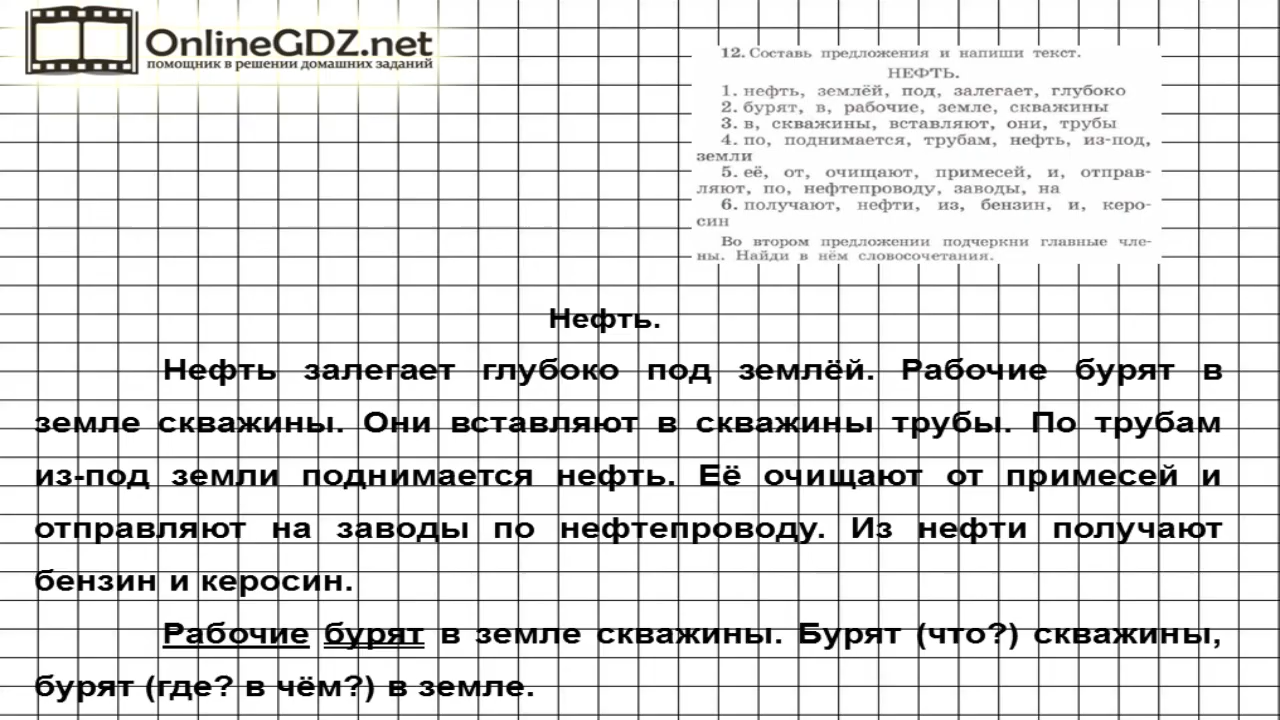 OnlineGDZ.net
помощник в решении домашних заданий
12. Составь предложения и напиши текст.
НЕФТЬ.
1. нефть, землёй, под, залегает, глубоко
2. бурят, в, рабочие, земле, скважины
3. в, скважины, вставляют, они, трубы
4. по, поднимается, трубам, нефть, из-под,
земли
5. её, от, очищают, примесей, и, отправ-
ляют, по, нефтепроводу, заводы, на
6. получают, нефти, из, бензин, и, керо-
син
Во втором предложении подчеркни главные чле-
ны. Найди в нём словосочетания.
Нефть.
Нефть залегает глубоко под землёй. Рабочие бурят в
земле скважины. Они вставляют в скважины трубы. По трубам
из-под земли поднимается нефть. Её очищают от примесей и
отправляют на заводы по нефтепроводу. Из нефти получают
бензин и керосин.
Рабочие бурят в земле скважины. Бурят (что?) скважины,
бурят (где? в чём?) в земле.